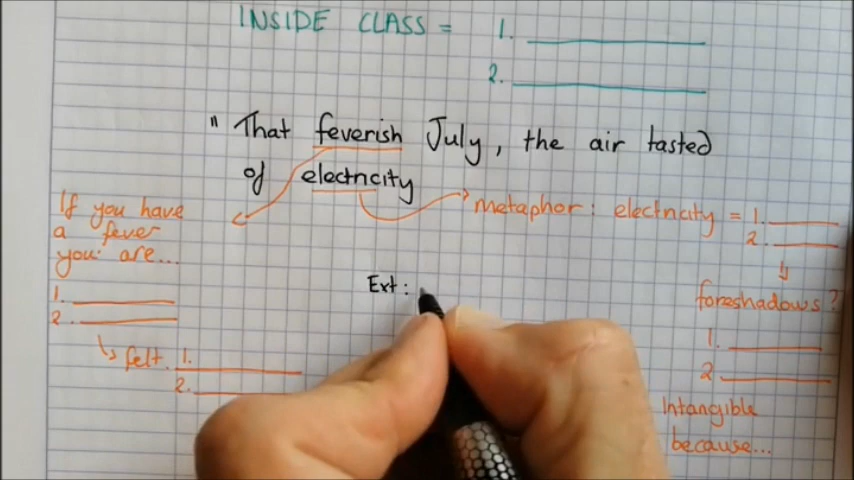 INSIDE CLASS = 1.
2.
" That feverish July, the air tasted
of electricity
If you have
a fever
you are...
1.
2.
felt. 1.
2.
metaphor: electricity = 1.
2.
foreshadows?
1.
2
Intangible
because...
Ext: